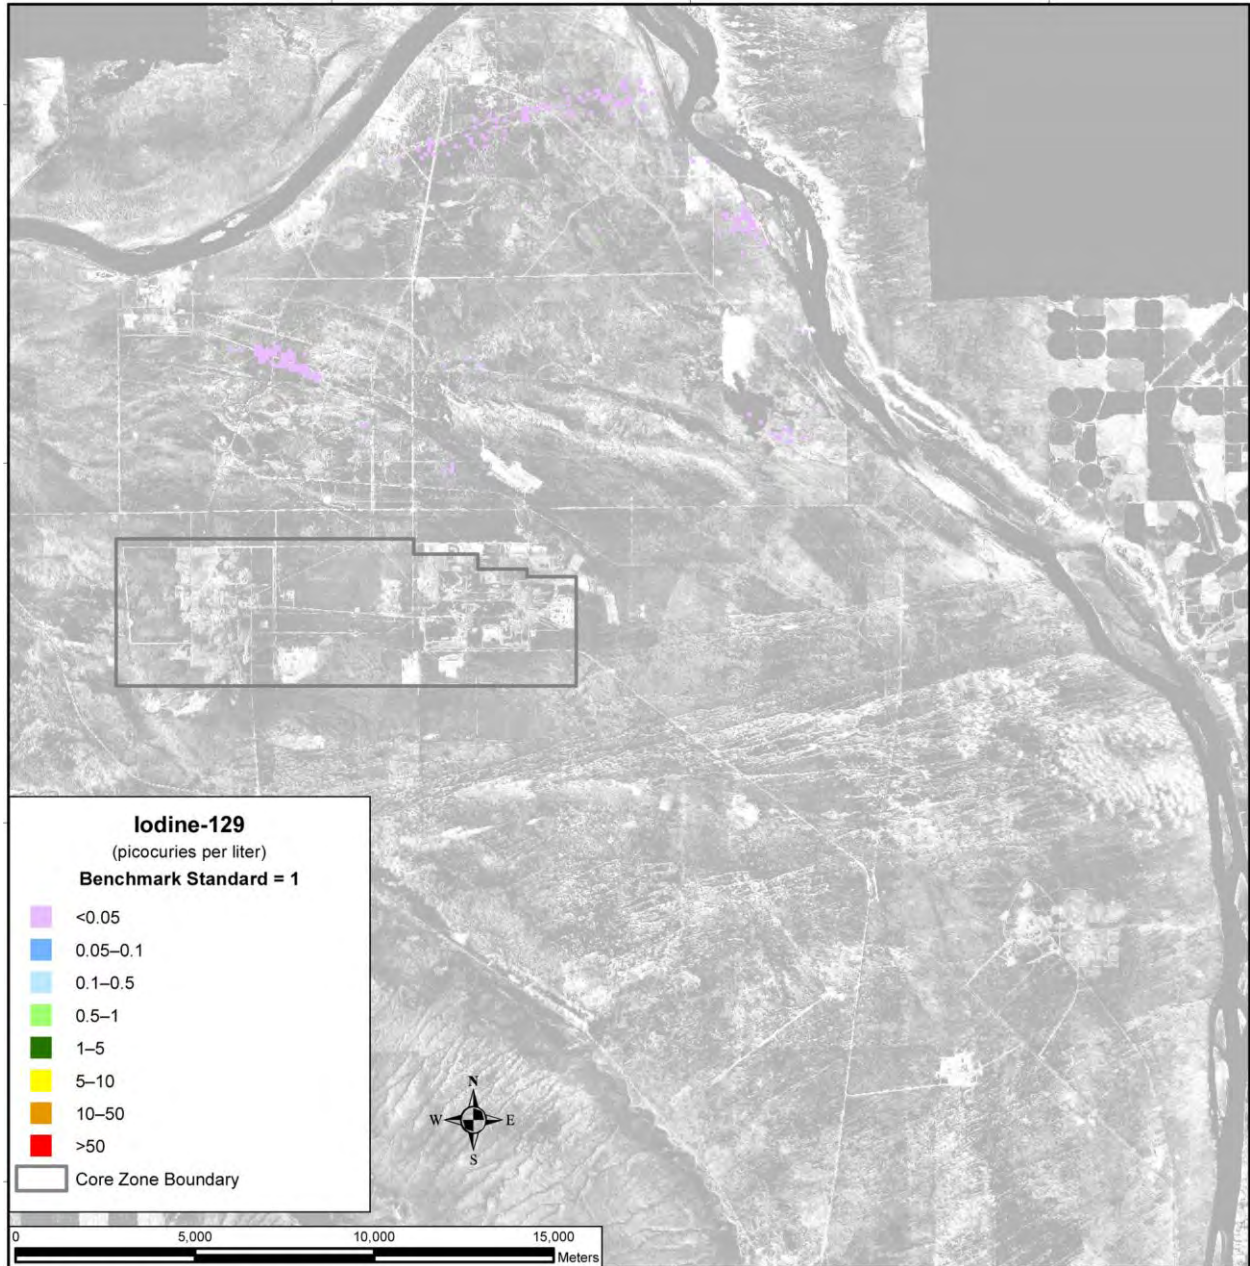 Iodine-129
(picocuries per liter)
Benchmark Standard = 1
<0.05
0.05–0.1
0.1–0.5
0.5–1
1–5
5–10
10–50
>50
Core Zone Boundary
N
W E
S
0 5,000 10,000 15,000
Meters